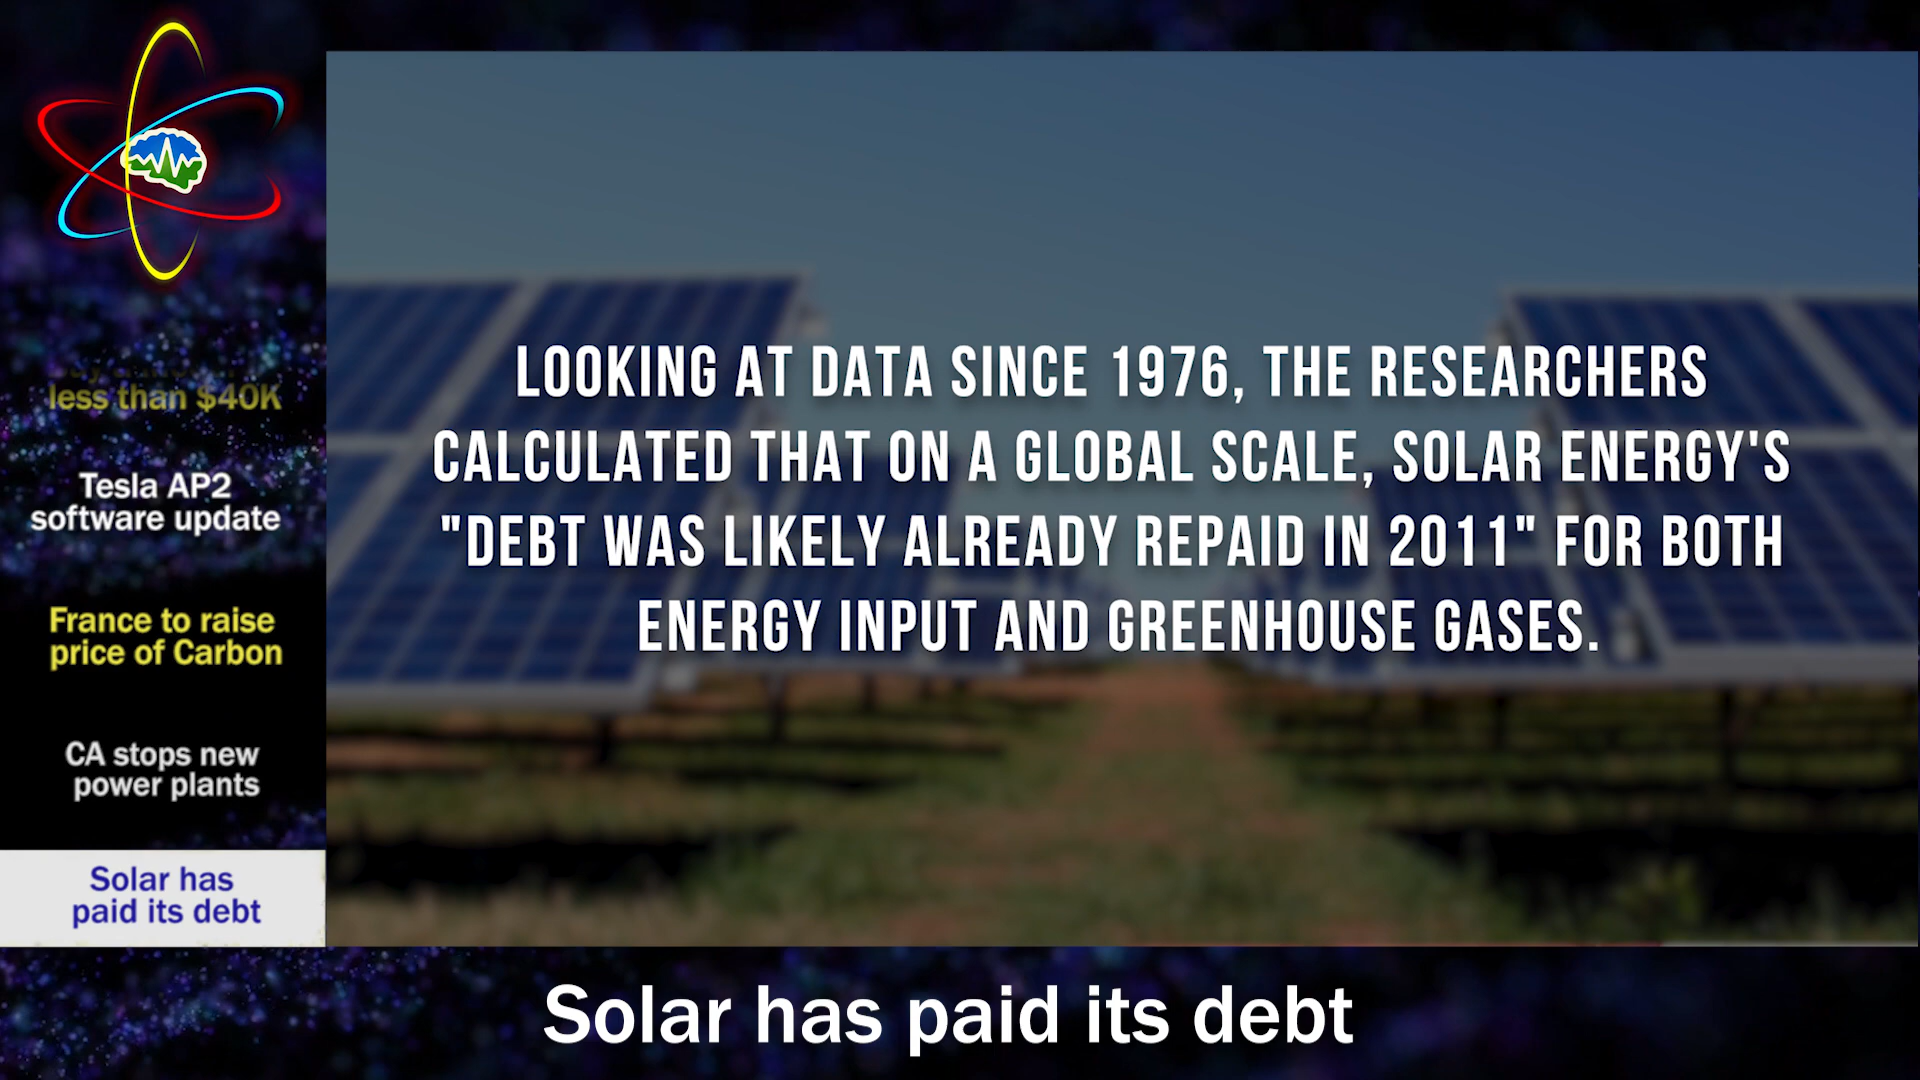 less than $40K
Tesla AP2
software update
France to raise
price of Carbon
CA stops new
power plants
Solar has
paid its debt
LOOKING AT DATA SINCE 1976, THE RESEARCHERS
CALCULATED THAT ON A GLOBAL SCALE, SOLAR ENERGY'S
"DEBT WAS LIKELY ALREADY REPAID IN 2011" FOR BOTH
ENERGY INPUT AND GREENHOUSE GASES.
Solar has paid its debt